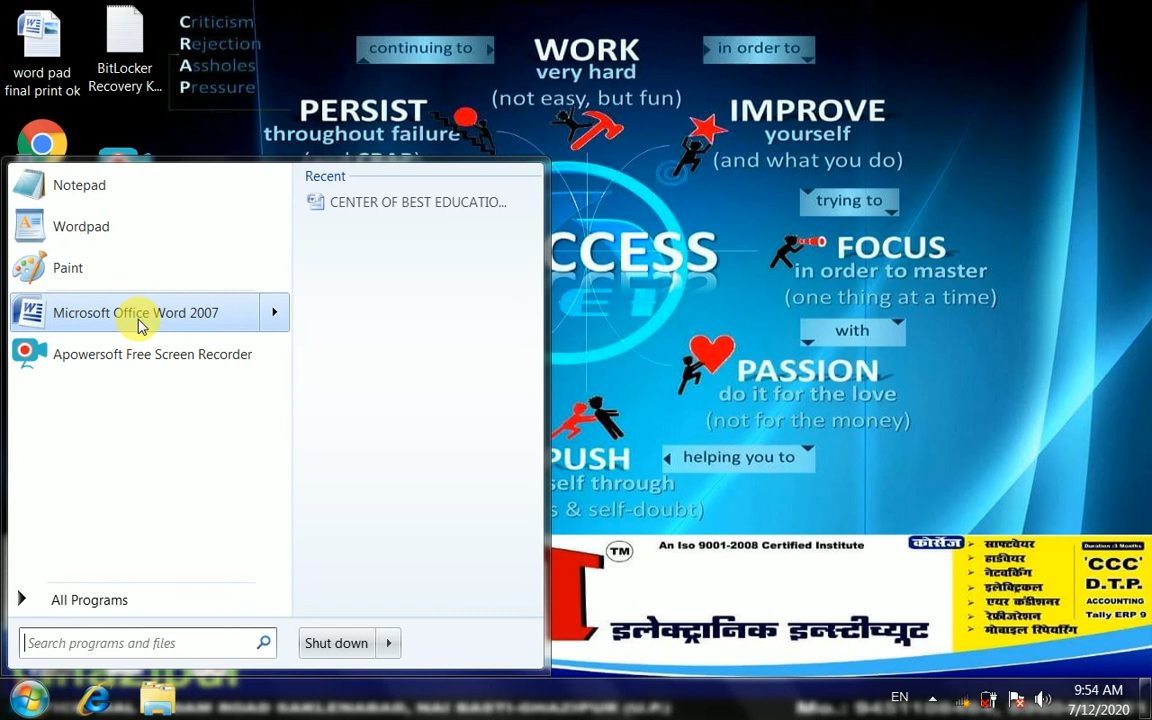 word pad
final print ok
BitLocker
Recovery K...
Criticism
Rejection
Assholes
Pressure
continuing to
WORK
very hard
(not easy, but fun)
in order to
PERSIST
throughout failure
IMPROVE
yourself
(and what you do)
trying to
FOCUS
in order to master
(one thing at a time)
with
PASSION
do it for the love
(not for the money)
helping you to
PUSH
self through
& self-doubt)
CCESS
Notepad
Wordpad
Paint
Microsoft Office Word 2007
Apowersoft Free Screen Recorder
All Programs
Search programs and files
Shut down
Recent
CENTER OF BEST EDUCATIO...
TM
An Iso 9001-2008 Certified Institute
इलेक्ट्रानिक इन्स्टीच्यूट
कोर्सेज
साफ्टवेयर
हार्डवेयर
नेटवर्किंग
इलेक्ट्रिकल
एयर कंडीशनर
रेफ्रीजरेशन
मोबाइल रिपेयरिंग
Duration :3 Months
'CCC'
D.T.P.
ACCOUNTING
Tally ERP 9
EN
9:54 AM
7/12/2020